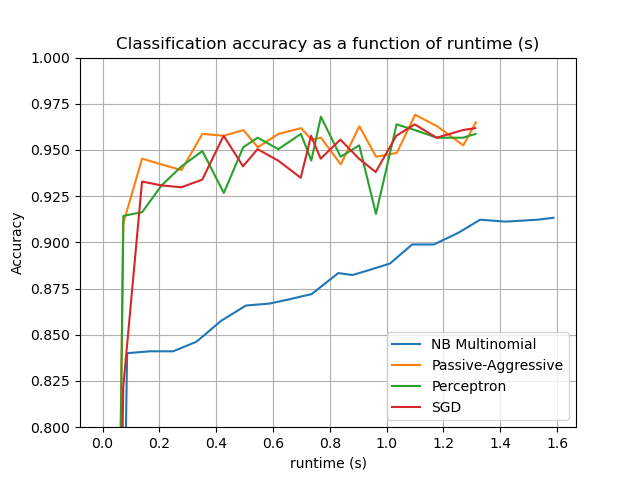 Classification accuracy as a function of runtime (s)
1.000
0.975
0.950
0.925
0.900
0.875
0.850
0.825
0.800
Accuracy
NB Multinomial
Passive-Aggressive
Perceptron
SGD
0.0 0.2 0.4 0.6 0.8 1.0 1.2 1.4 1.6
runtime (s)